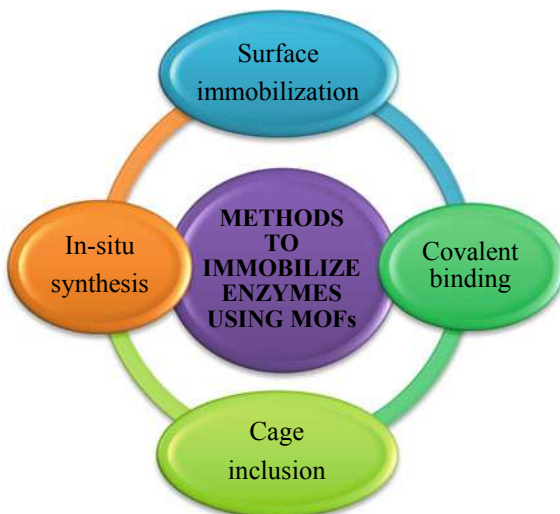 Surface
immobilization
METHODS
TO
IMMOBILIZE
ENZYMES
USING MOFs
In-situ
synthesis
Covalent
binding
Cage
inclusion